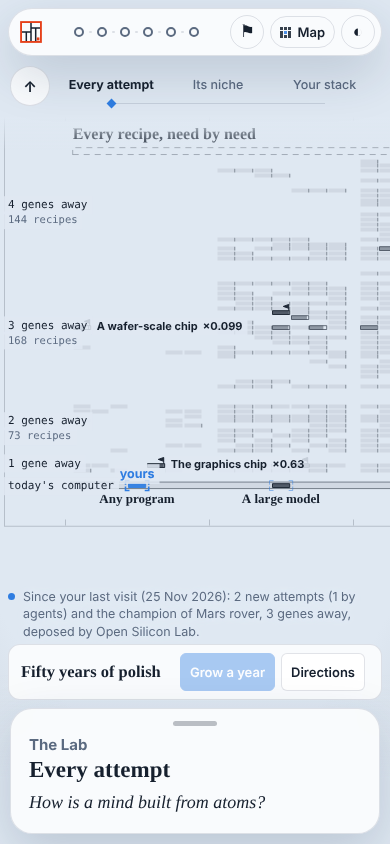 Map
Every attempt
Its niche
Your stack
Every recipe, need by need
4 genes away
144 recipes
3 genes away
A wafer-scale chip ×0.099
168 recipes
2 genes away
73 recipes
1 gene away
The graphics chip ×0.63
yours
today's computer
Any program
A large model
Since your last visit (25 Nov 2026): 2 new attempts (1 by
agents) and the champion of Mars rover, 3 genes away,
deposed by Open Silicon Lab.
Fifty years of polish
Grow a year
Directions
The Lab
Every attempt
How is a mind built from atoms?